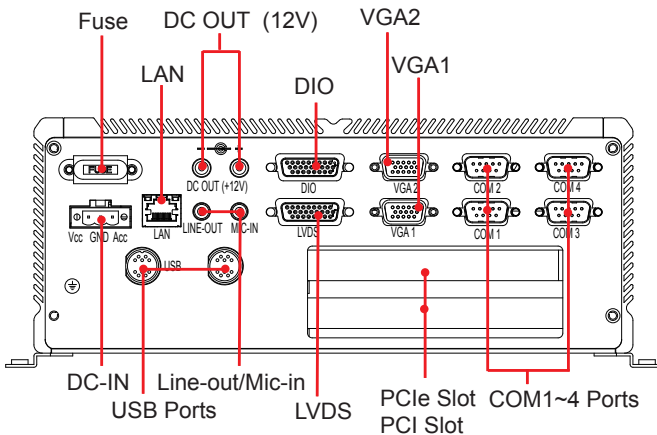 Fuse
DC OUT (12V)
VGA2
LAN
DIO
VGA1
FUSE
DC OUT (+12V)
DIO
VGA 2
COM 2
COM 4
Vcc GND Acc
LAN
LINE-OUT
MIC-IN
LVDS
VGA 1
COM 1
COM 3
USB
DC-IN
Line-out/Mic-in
USB Ports
LVDS
PCIe Slot
PCI Slot
COM1~4 Ports